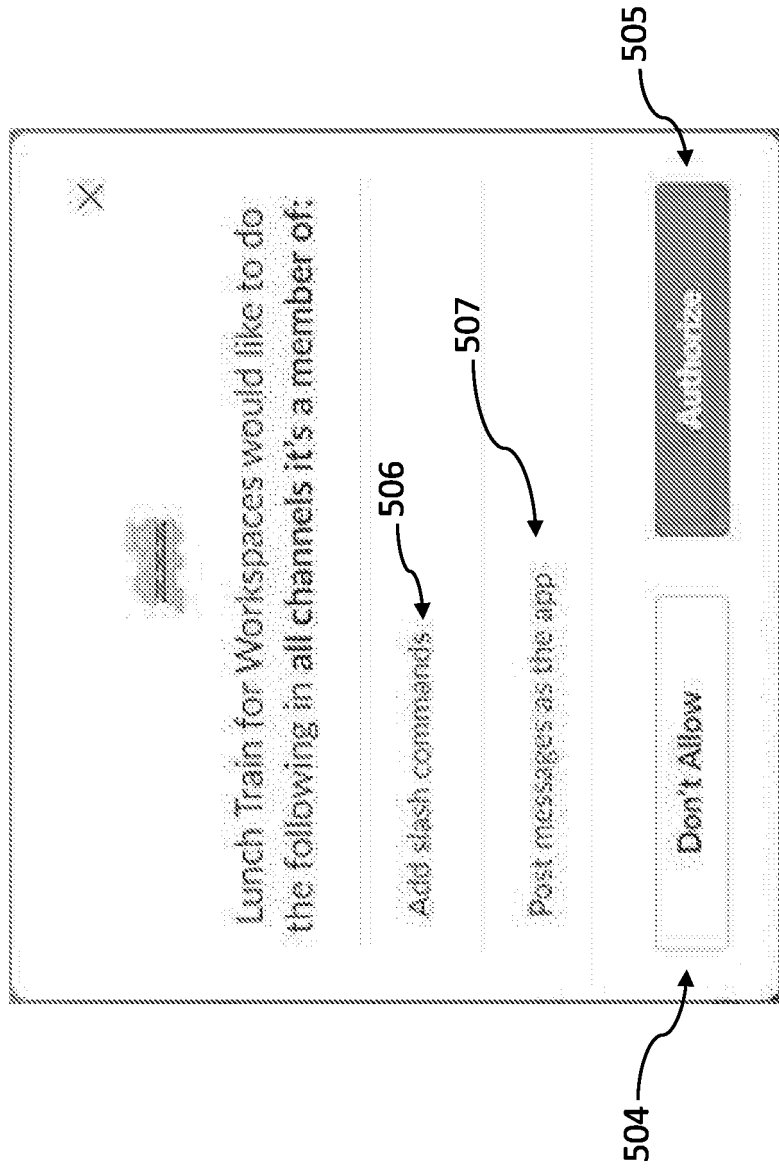 X
Lunch Train for Workspaces would like to do
the following in all channels it's a member of:
Add slash commands
506
Post messages as the app
507
Don't Allow
Authorize
504
505